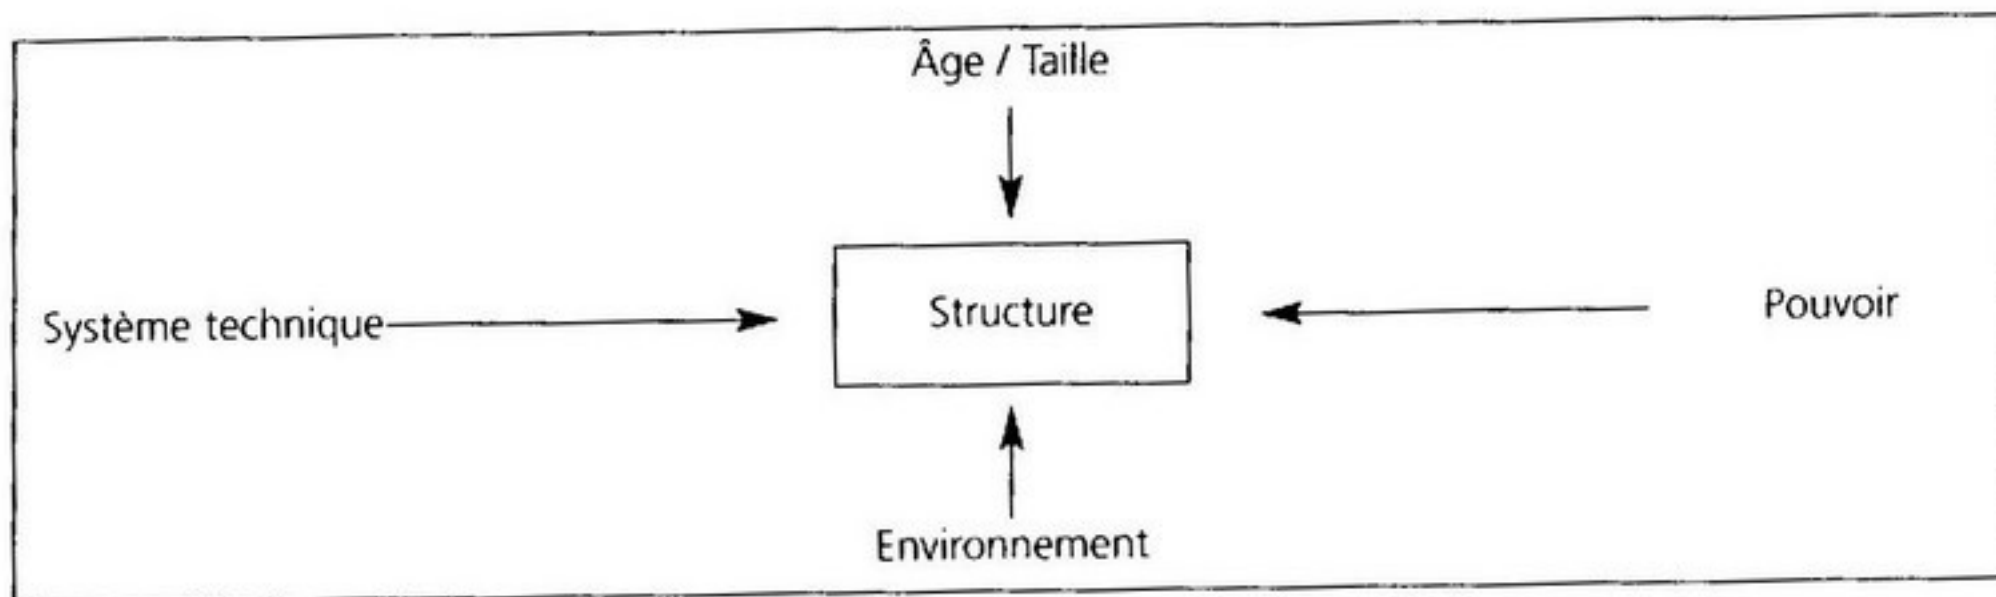 Âge / Taille
Système technique
Structure
Pouvoir
Environnement